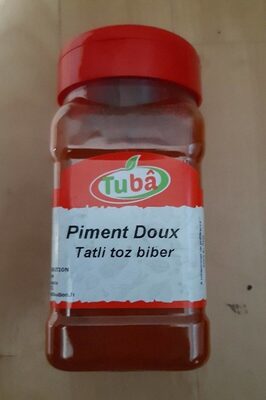 Tubâ
Piment Doux
Tatli toz biber